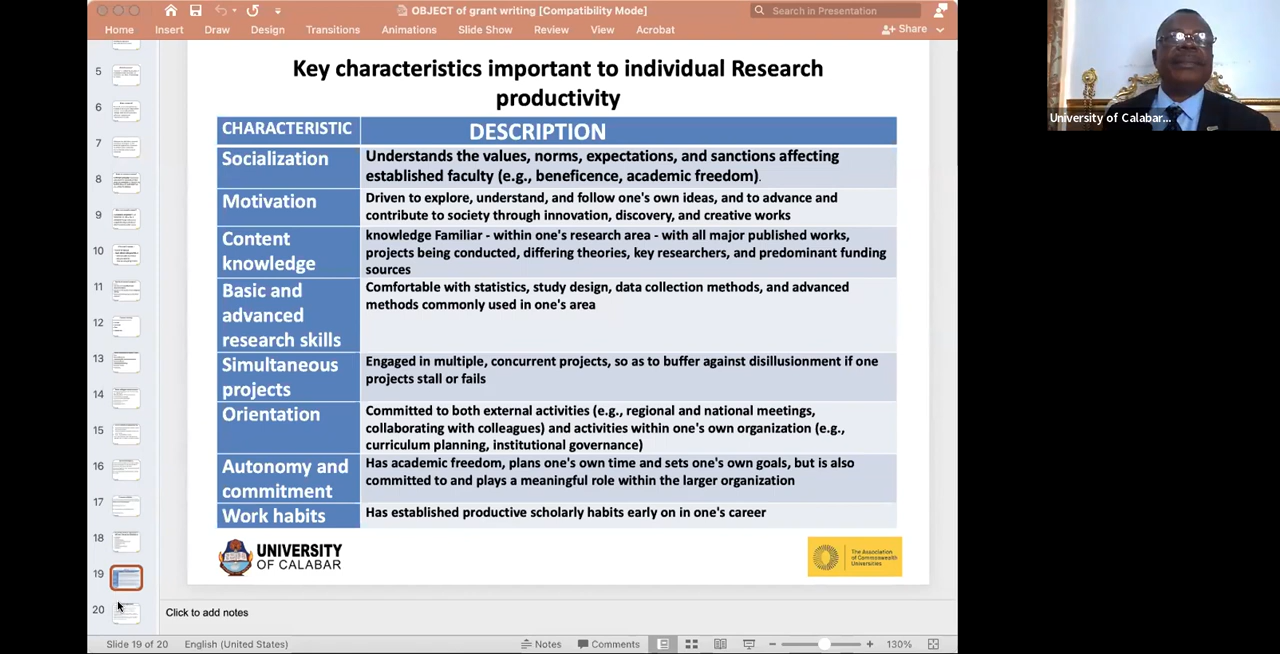 OBJECT of grant writing [Compatibility Mode]
Search in Presentation
Home Insert Draw Design Transitions Animations Slide Show Review View Acrobat Share
5
6
7
8
9
10
11
12
13
14
15
16
17
18
19
20
Key characteristics important to individual Research
productivity
CHARACTERISTIC DESCRIPTION
Socialization
Understands the values, norms, expectations, and sanctions affecting
established faculty (e.g., beneficence, academic freedom).
Motivation
Driven to explore, understand, and follow one's own ideas, and to advance and
contribute to society through innovation, discovery, and creative works
Content
knowledge
knowledge Familiar - within one's research area - with all major published works,
projects being conducted, differing theories, key researchers, and predominant funding
sources
Basic and
advanced
research skills
Comfortable with statistics, study design, data collection methods, and advanced
methods commonly used in one's area
Simultaneous
projects
Engaged in multiple, concurrent projects, so as to buffer against disillusionment if one
projects stall or fails
Orientation
Committed to both external activities (e.g., regional and national meetings,
collaborating with colleagues) and activities within one's own organization (e.g.,
curriculum planning, institutional governance)
Autonomy and
commitment
Has academic freedom, plans one's own time and sets one's own goals, but is also
committed to and plays a meaningful role within the larger organization
Work habits
Has established productive scholarly habits early on in one's career
UNIVERSITY
OF CALABAR
The Association
of Commonwealth
Universities
Click to add notes
Slide 19 of 20 English (United States) Notes Comments 130%
University of Calabar...